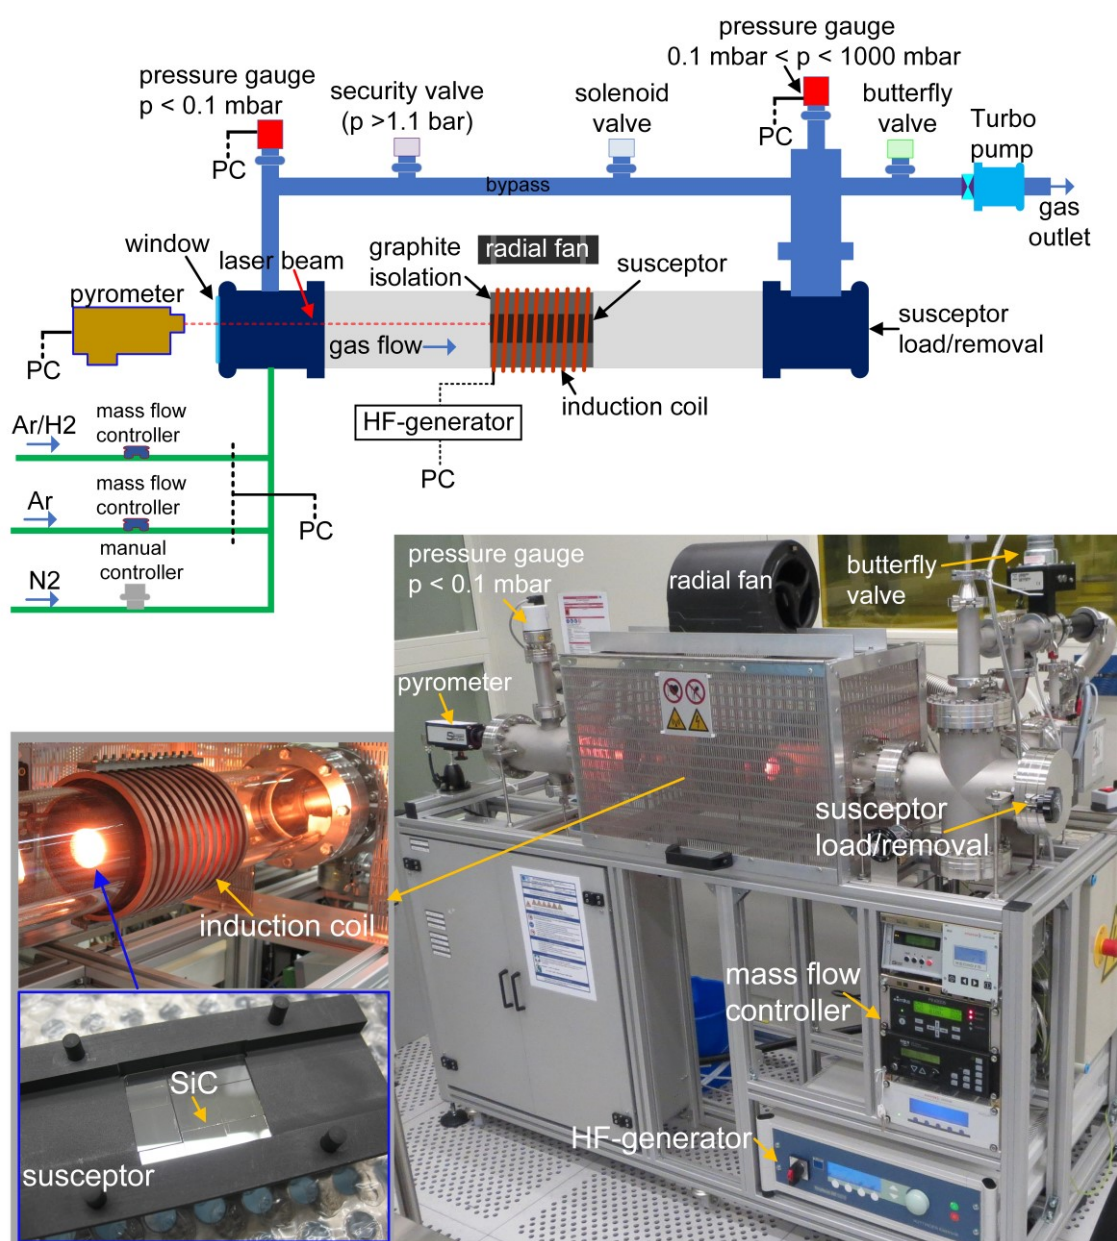 pressure gauge
0.1 mbar < p < 1000 mbar
pressure gauge
p < 0.1 mbar
security valve
(p >1.1 bar)
solenoid
valve
butterfly
valve
Turbo
pump
PC
PC
bypass
gas
outlet
window
laser beam
graphite
isolation
radial fan
susceptor
pyrometer
gas flow
susceptor
load/removal
PC
induction coil
HF-generator
PC
Ar/H2
mass flow
controller
Ar
mass flow
controller
PC
manual
controller
N2
pressure gauge
p < 0.1 mbar
radial fan
butterfly
valve
pyrometer
susceptor
load/removal
induction coil
mass flow
controller
SiC
HF-generator
susceptor